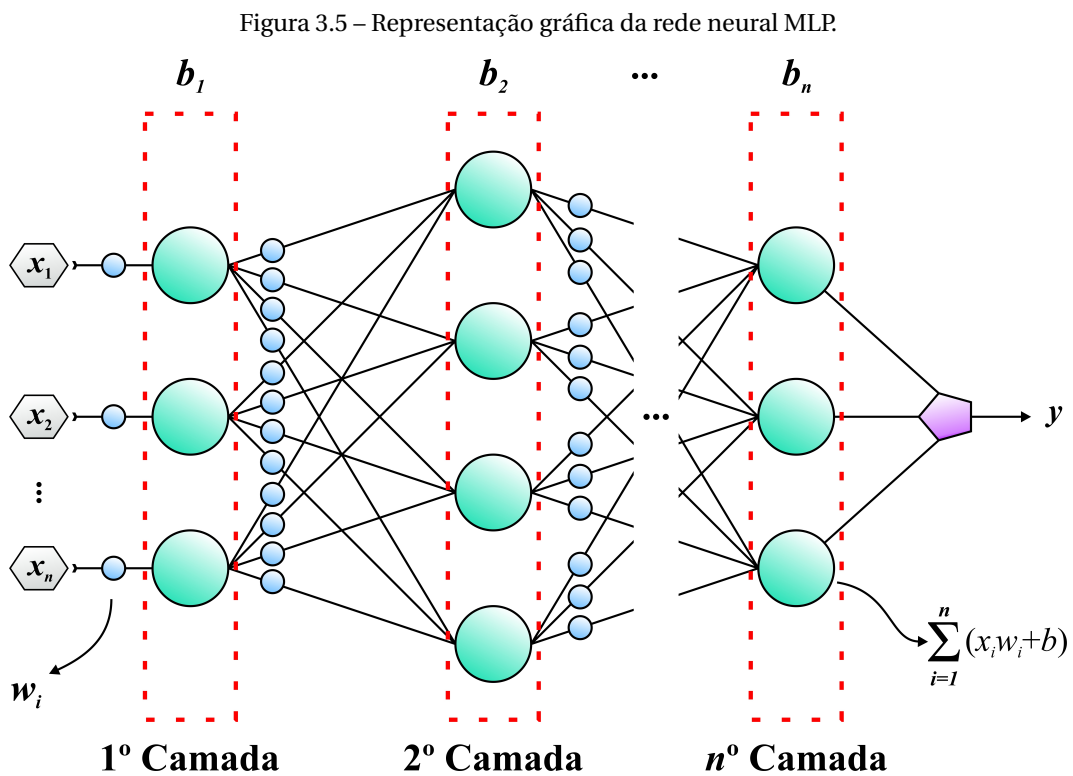 Figura 3.5 – Representação gráfica da rede neural MLP.
b₁ b₂ ... bₙ
x₁
x₂
...
...
xₙ
wᵢ
y
n
∑ (xᵢwᵢ+b)
i=1
1º Camada 2º Camada nº Camada